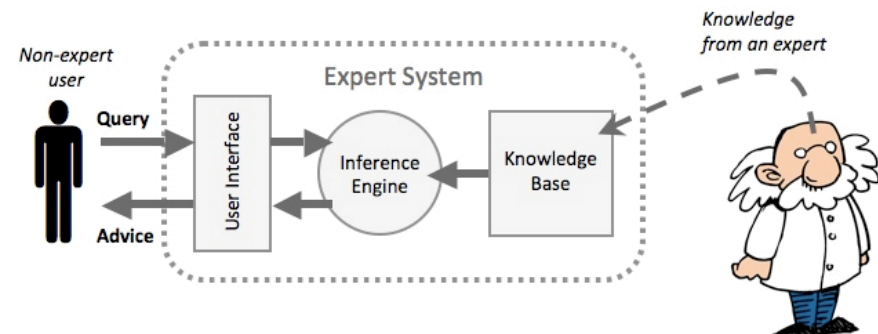 Knowledge
from an expert
Non-expert
user
Expert System
Query
User Interface
Inference
Engine
Knowledge
Base
Advice